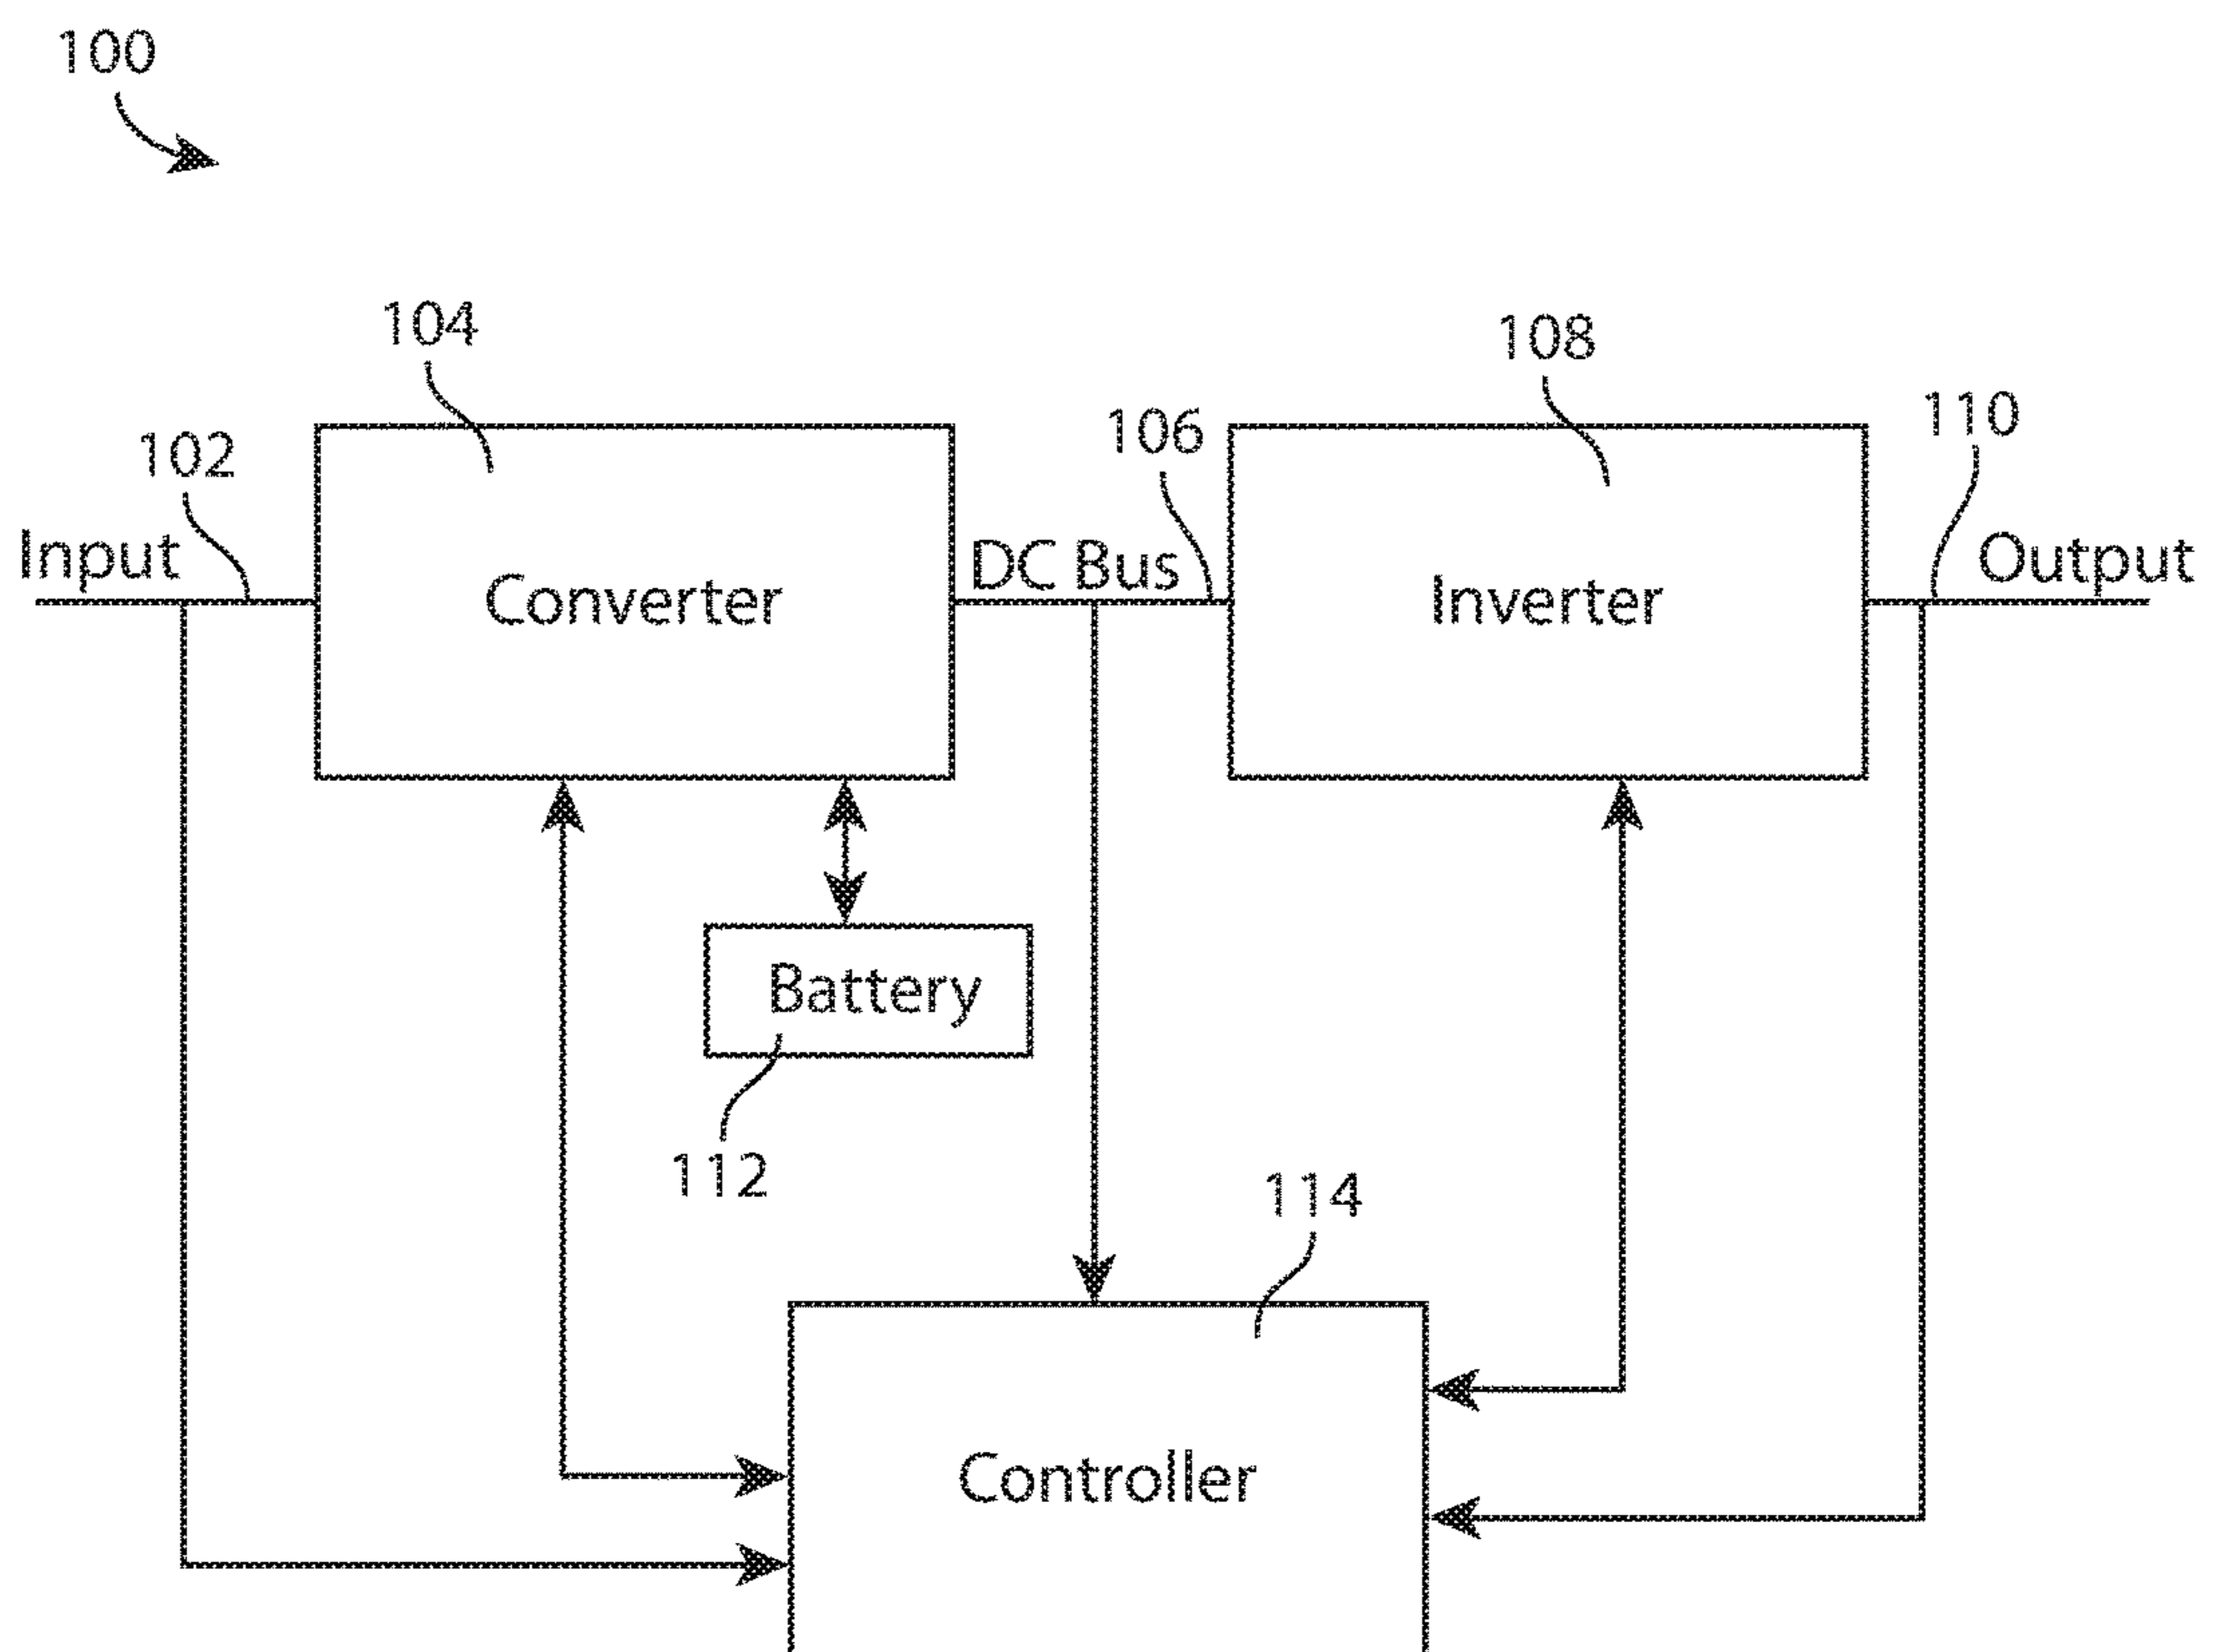 100
104
108
110
106
102
Input
DC Bus
Output
Converter
Inverter
Battery
112
114
Controller